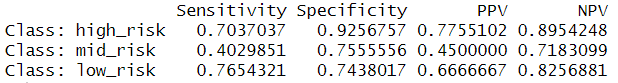 Sensitivity Specificity PPV NPV
Class: high_risk 0.7037037 0.9256757 0.7755102 0.8954248
Class: mid_risk 0.4029851 0.7555556 0.4500000 0.7183099
Class: low_risk 0.7654321 0.7438017 0.6666667 0.8256881